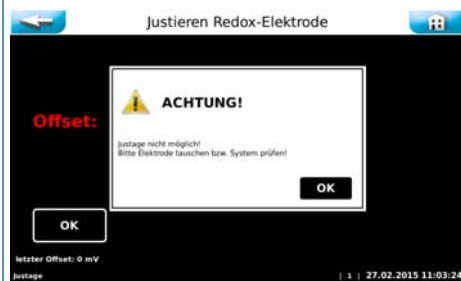 Justieren Redox-Elektrode
ACHTUNG!
Offset:
Justage nicht möglich!
Bitte Elektrode tauschen bzw. System prüfen!
OK
OK
letzter Offset: 0 mV
Justage | 1 | 27.02.2015 11:03:24